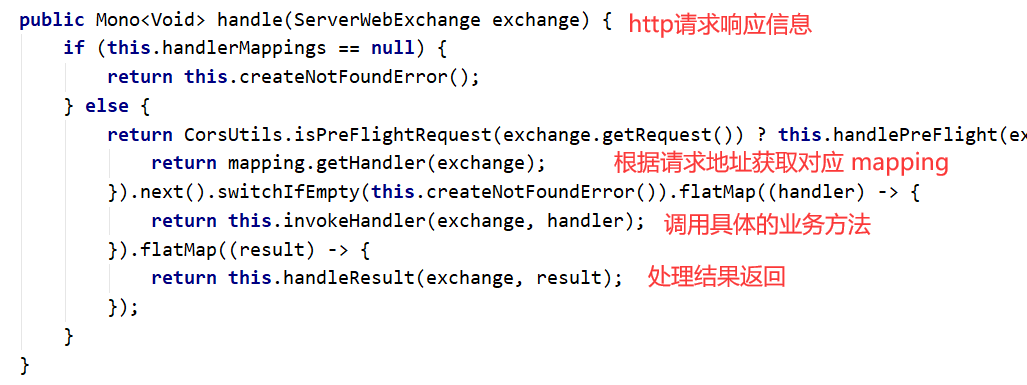 public Mono<Void> handle(ServerWebExchange exchange) { http请求响应信息
if (this.handlerMappings == null) {
return this.createNotFoundError();
} else {
return CorsUtils.isPreFlightRequest(exchange.getRequest()) ? this.handlePreFlight(ex
return mapping.getHandler(exchange); 根据请求地址获取对应 mapping
}).next().switchIfEmpty(this.createNotFoundError()).flatMap((handler) -> {
return this.invokeHandler(exchange, handler); 调用具体的业务方法
}).flatMap((result) -> {
return this.handleResult(exchange, result); 处理结果返回
});
}
}